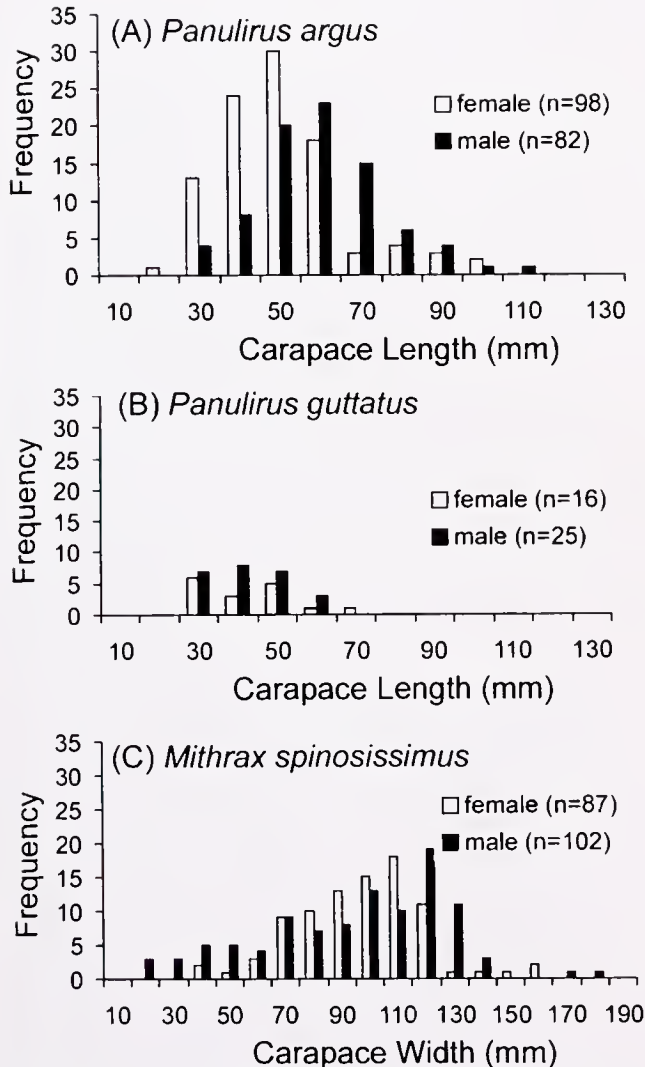 (A) Panulirus argus
35
30
25
20
15
10
5
0
Frequency
female (n=98)
male (n=82)
10 30 50 70 90 110 130
Carapace Length (mm)
(B) Panulirus guttatus
35
30
25
20
15
10
5
0
Frequency
female (n=16)
male (n=25)
10 30 50 70 90 110 130
Carapace Length (mm)
(C) Mithrax spinosissimus
35
30
25
20
15
10
5
0
Frequency
female (n=87)
male (n=102)
10 30 50 70 90 110 130 150 170 190
Carapace Width (mm)